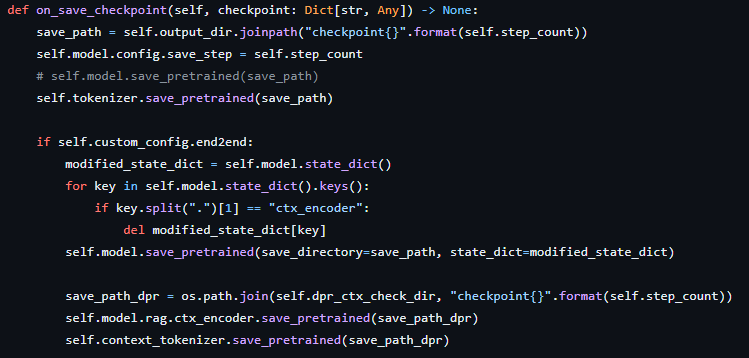 def on_save_checkpoint(self, checkpoint: Dict[str, Any]) -> None:
    save_path = self.output_dir.joinpath("checkpoint{}".format(self.step_count))
    self.model.config.save_step = self.step_count
    # self.model.save_pretrained(save_path)
    self.tokenizer.save_pretrained(save_path)

    if self.custom_config.end2end:
        modified_state_dict = self.model.state_dict()
        for key in self.model.state_dict().keys():
            if key.split(".")[1] == "ctx_encoder":
                del modified_state_dict[key]
        self.model.save_pretrained(save_directory=save_path, state_dict=modified_state_dict)

        save_path_dpr = os.path.join(self.dpr_ctx_check_dir, "checkpoint{}".format(self.step_count))
        self.model.rag.ctx_encoder.save_pretrained(save_path_dpr)
        self.context_tokenizer.save_pretrained(save_path_dpr)